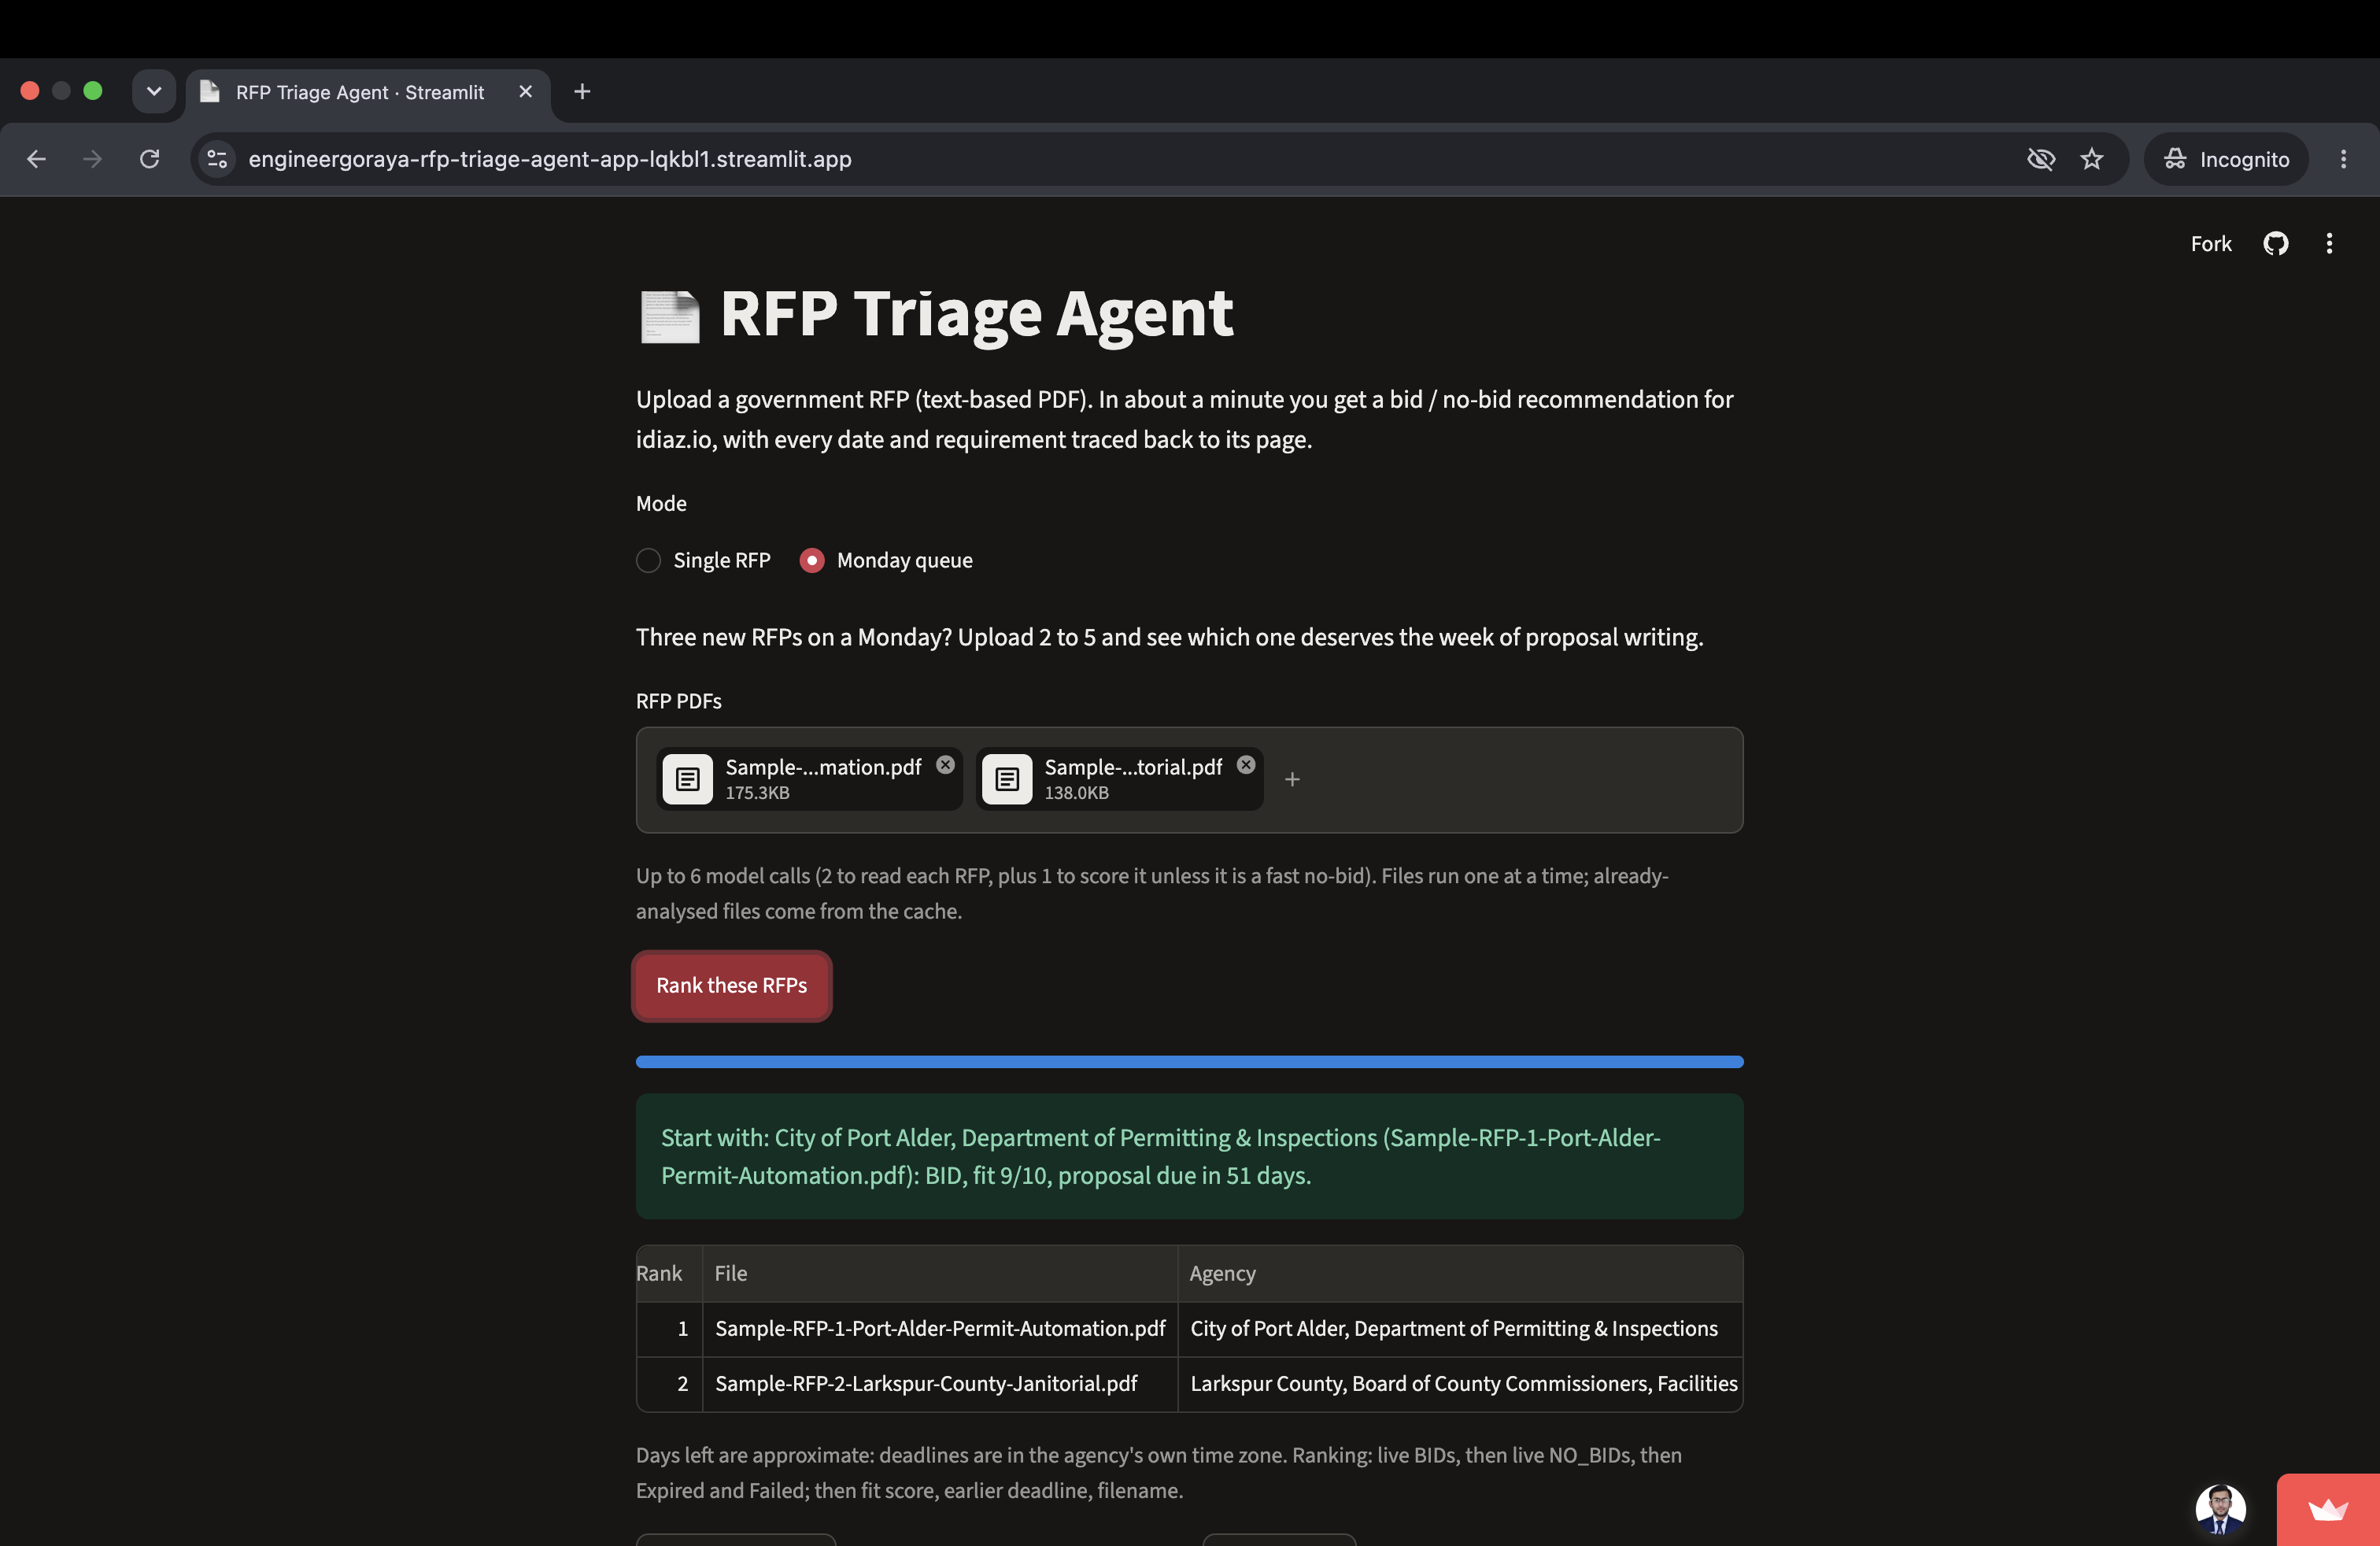 RFP Triage Agent · Streamlit
engineergoraya-rfp-triage-agent-app-lqkbl1.streamlit.app
Incognito
Fork
RFP Triage Agent
Upload a government RFP (text-based PDF). In about a minute you get a bid / no-bid recommendation for
idiaz.io, with every date and requirement traced back to its page.
Mode
Single RFP
Monday queue
Three new RFPs on a Monday? Upload 2 to 5 and see which one deserves the week of proposal writing.
RFP PDFs
Sample-...mation.pdf
175.3KB
Sample-...torial.pdf
138.0KB
Up to 6 model calls (2 to read each RFP, plus 1 to score it unless it is a fast no-bid). Files run one at a time; already-
analysed files come from the cache.
Rank these RFPs
Start with: City of Port Alder, Department of Permitting & Inspections (Sample-RFP-1-Port-Alder-
Permit-Automation.pdf): BID, fit 9/10, proposal due in 51 days.
Rank File Agency
1 Sample-RFP-1-Port-Alder-Permit-Automation.pdf City of Port Alder, Department of Permitting & Inspections
2 Sample-RFP-2-Larkspur-County-Janitorial.pdf Larkspur County, Board of County Commissioners, Facilities
Days left are approximate: deadlines are in the agency's own time zone. Ranking: live BIDs, then live NO_BIDs, then
Expired and Failed; then fit score, earlier deadline, filename.